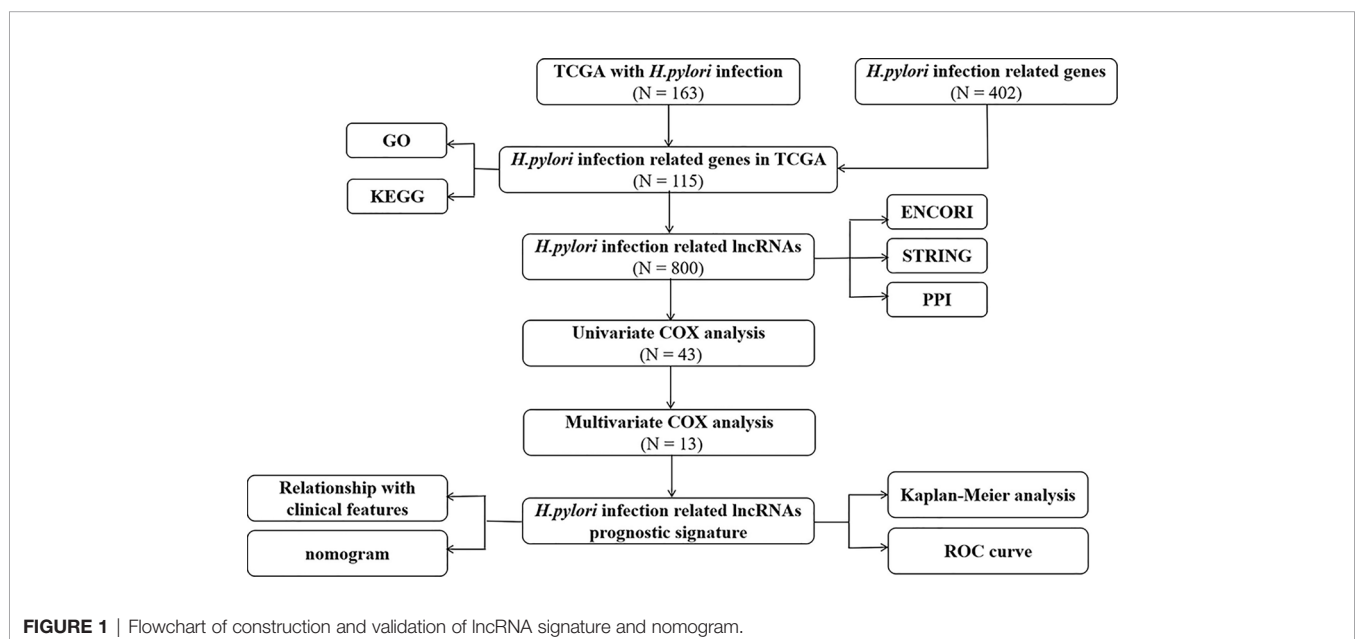 TCGA with H.pylori infection
(N = 163)
H.pylori infection related genes
(N = 402)
GO
KEGG
H.pylori infection related genes in TCGA
(N = 115)
H.pylori infection related lncRNAs
(N = 800)
ENCORI
STRING
PPI
Univariate COX analysis
(N = 43)
Multivariate COX analysis
(N = 13)
Relationship with
clinical features
nomogram
H.pylori infection related lncRNAs
prognostic signature
Kaplan-Meier analysis
ROC curve
FIGURE 1 | Flowchart of construction and validation of lncRNA signature and nomogram.